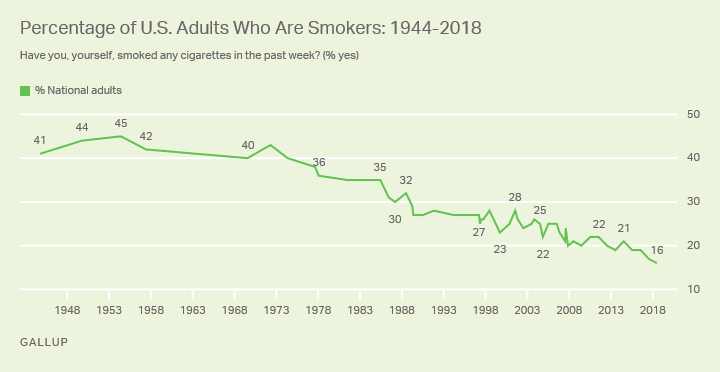 Percentage of U.S. Adults Who Are Smokers: 1944-2018
Have you, yourself, smoked any cigarettes in the past week? (% yes)
% National adults
50
41 44 45 42 40 36 35 30 32 27 23 28 25 22 22 21 16
40
30
20
10
1948 1953 1958 1963 1968 1973 1978 1983 1988 1993 1998 2003 2008 2013 2018
GALLUP